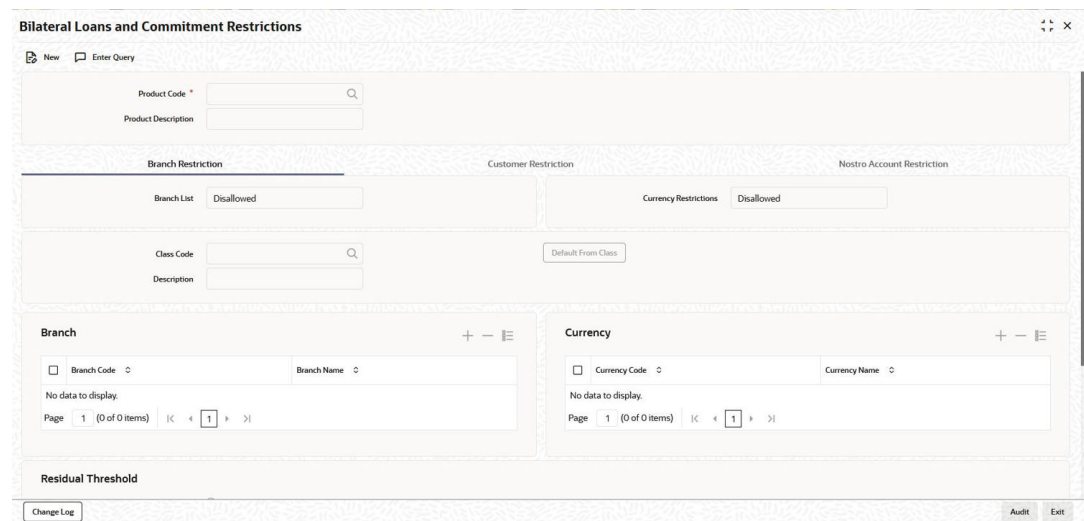 Bilateral Loans and Commitment Restrictions
New Enter Query
Product Code *
Product Description
Branch Restriction Customer Restriction Nostro Account Restriction
Branch List Disallowed Currency Restrictions Disallowed
Class Code Default From Class
Description
Branch Currency
Branch Code Branch Name Currency Code Currency Name
No data to display. No data to display.
Page 1 (0 of 0 items) 1 Page 1 (0 of 0 items) 1
Residual Threshold
Change Log Audit Exit